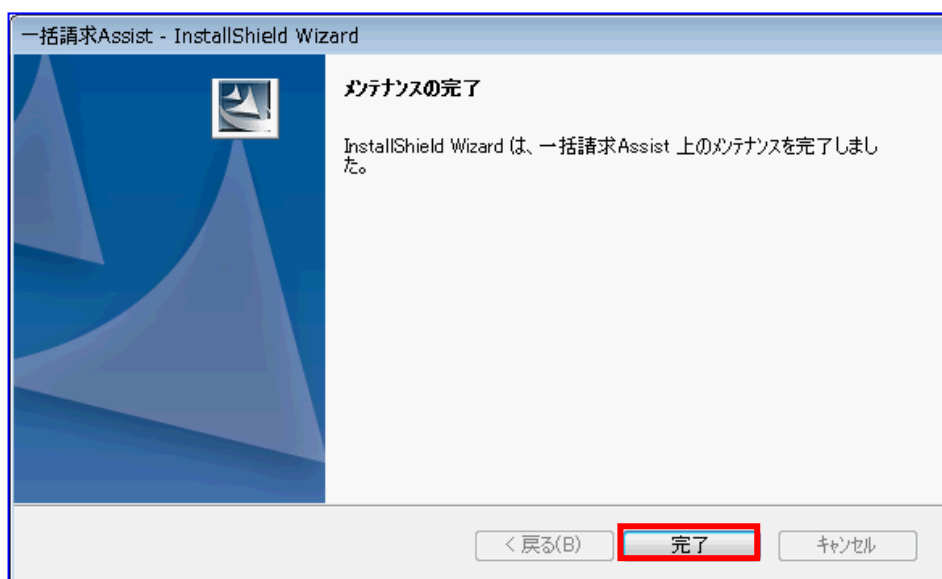 一括請求Assist - InstallShield Wizard
メンテナンスの完了
InstallShield Wizard は、一括請求Assist 上のメンテナンスを完了しまし
た。
< 戻る(B)
完了
キャンセル